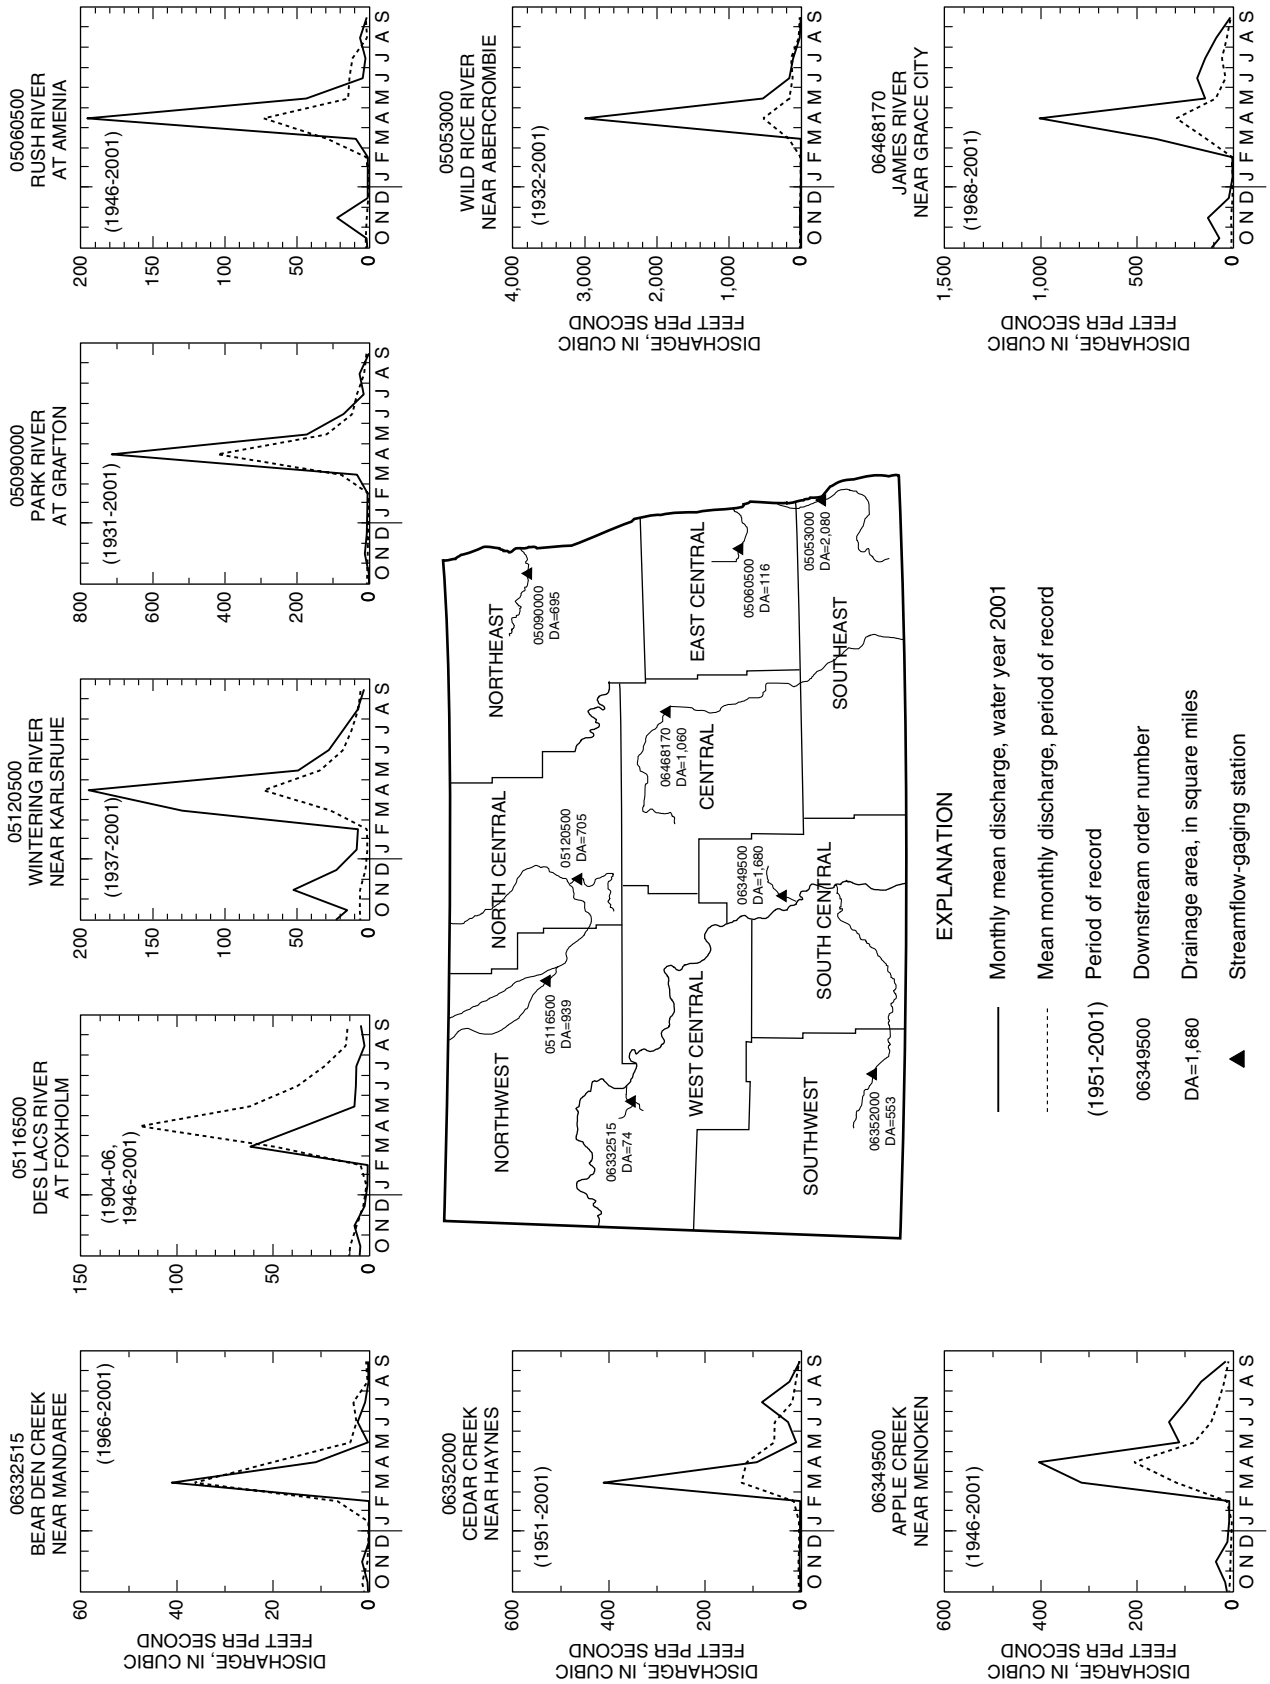 06332515
BEAR DEN CREEK
NEAR MANDAREE
(1966-2001)
DISCHARGE, IN CUBIC
FEET PER SECOND
60
40
20
0
O N D J F M A M J J A S
05116500
DES LACS RIVER
AT FOXHOLM
(1904-06,
1946-2001)
150
100
50
0
O N D J F M A M J J A S
05120500
WINTERING RIVER
NEAR KARLSRUHE
(1937-2001)
200
150
100
50
0
O N D J F M A M J J A S
05090000
PARK RIVER
AT GRAFTON
(1931-2001)
800
600
400
200
0
O N D J F M A M J J A S
05060500
RUSH RIVER
AT AMENIA
(1946-2001)
200
150
100
50
0
O N D J F M A M J J A S
06352000
CEDAR CREEK
NEAR HAYNES
(1951-2001)
DISCHARGE, IN CUBIC
FEET PER SECOND
600
400
200
0
O N D J F M A M J J A S
NORTHWEST
NORTH CENTRAL
NORTHEAST
05116500
DA=939
05120500
DA=705
05090000
DA=695
06332515
DA=74
WEST CENTRAL
CENTRAL
EAST CENTRAL
06468170
DA=1,060
05060500
DA=116
06349500
DA=1,680
05053000
DA=2,080
SOUTHWEST
SOUTH CENTRAL
SOUTHEAST
06352000
DA=553
05053000
WILD RICE RIVER
NEAR ABERCROMBIE
(1932-2001)
DISCHARGE, IN CUBIC
FEET PER SECOND
4,000
3,000
2,000
1,000
0
O N D J F M A M J J A S
06349500
APPLE CREEK
NEAR MENOKEN
(1946-2001)
DISCHARGE, IN CUBIC
FEET PER SECOND
600
400
200
0
O N D J F M A M J J A S
EXPLANATION
Monthly mean discharge, water year 2001
Mean monthly discharge, period of record
(1951-2001) Period of record
06349500 Downstream order number
DA=1,680 Drainage area, in square miles
Streamflow-gaging station
06468170
JAMES RIVER
NEAR GRACE CITY
(1968-2001)
DISCHARGE, IN CUBIC
FEET PER SECOND
1,500
1,000
500
0
O N D J F M A M J J A S